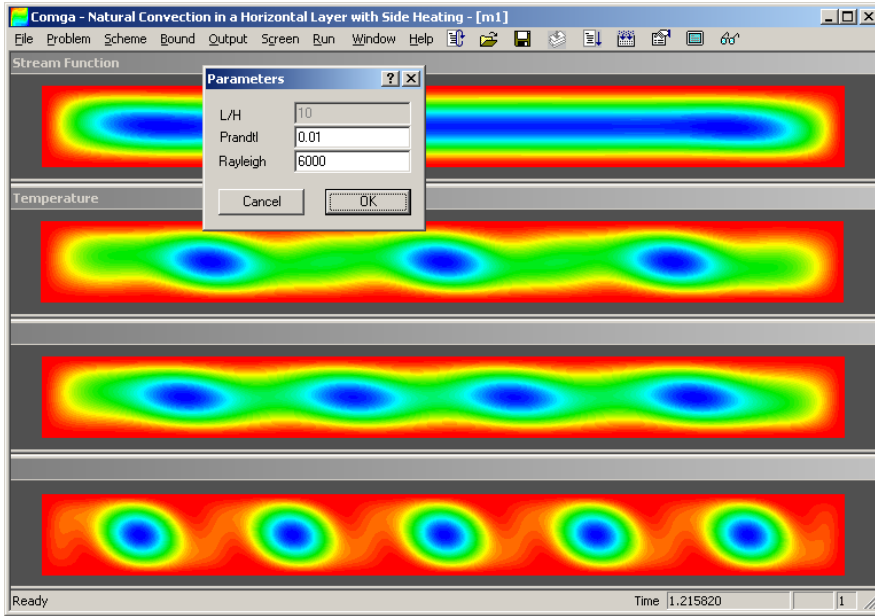 Comga - Natural Convection in a Horizontal Layer with Side Heating - [m1]
File Problem Scheme Bound Output Screen Run Window Help
Stream Function
Parameters
L/H 10
Prandtl 0.01
Rayleigh 6000
Cancel OK
Temperature
Ready Time 1.215820 1